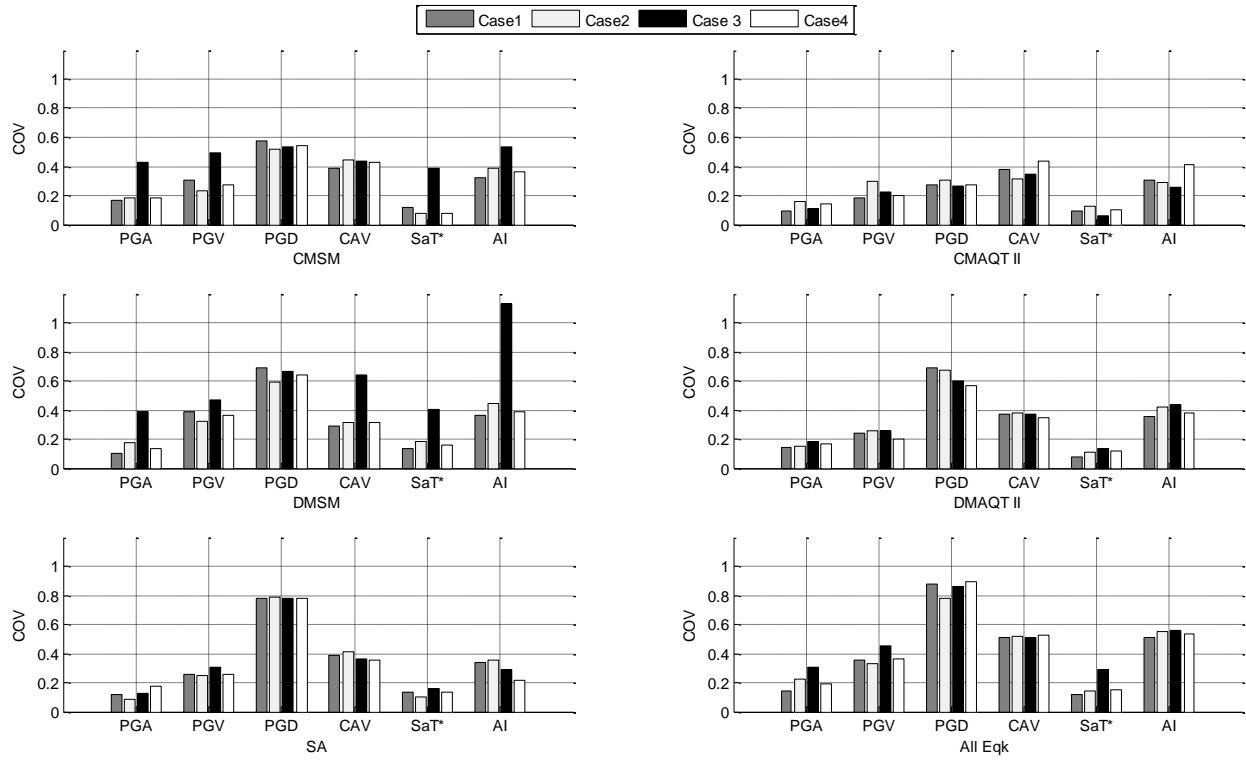 Case1 Case2 Case 3 Case4
1
0.8
0.6
0.4
0.2
0
COV
PGA PGV PGD CAV SaT* AI
CMSM
1
0.8
0.6
0.4
0.2
0
COV
PGA PGV PGD CAV SaT* AI
CMAQT II
1
0.8
0.6
0.4
0.2
0
COV
PGA PGV PGD CAV SaT* AI
DMSM
1
0.8
0.6
0.4
0.2
0
COV
PGA PGV PGD CAV SaT* AI
DMAQT II
1
0.8
0.6
0.4
0.2
0
COV
PGA PGV PGD CAV SaT* AI
SA
1
0.8
0.6
0.4
0.2
0
COV
PGA PGV PGD CAV SaT* AI
All Eqk